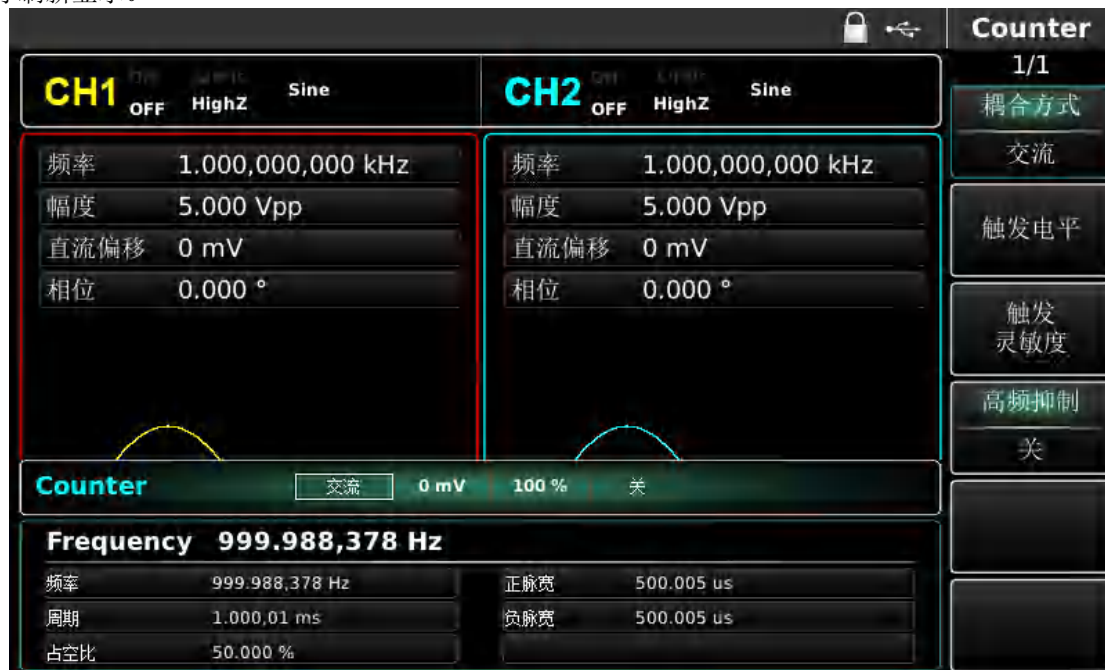 Counter
1/1
CH1 OFF HighZ Sine
CH2 OFF HighZ Sine
耦合方式
交流
频率 1.000,000,000 kHz
幅度 5.000 Vpp
直流偏移 0 mV
相位 0.000 °
频率 1.000,000,000 kHz
幅度 5.000 Vpp
直流偏移 0 mV
相位 0.000 °
触发电平
触发
灵敏度
高频抑制
关
Counter 交流 0 mV 100 % 关
Frequency 999.988,378 Hz
频率 999.988,378 Hz
周期 1.000,01 ms
占空比 50.000 %
正脉宽 500.005 us
负脉宽 500.005 us